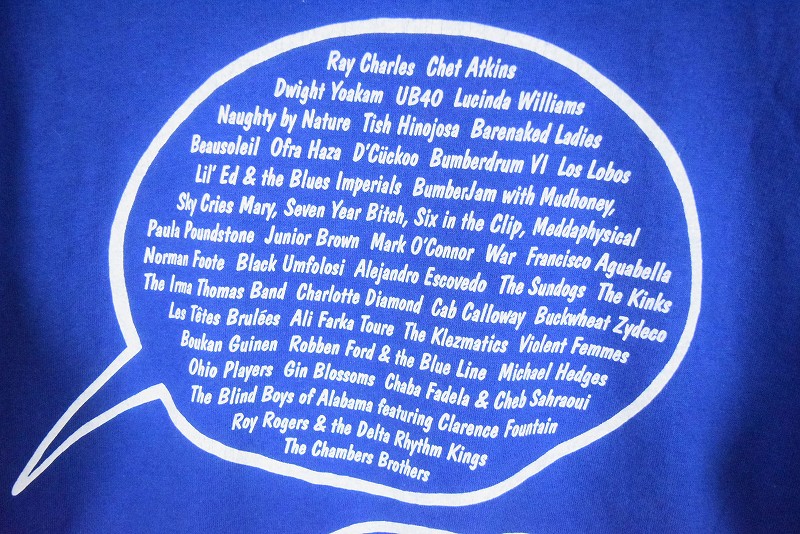 Ray Charles Chet Atkins
Dwight Yoakam UB40 Lucinda Williams
Naughty by Nature Tish Hinojosa Barenaked Ladies
Beausoleil Ofra Haza D'Cückoo Bumberdrum VI Los Lobos
Lil' Ed & the Blues Imperials BumberJam with Mudhoney,
Sky Cries Mary, Seven Year Bitch, Six in the Clip, Meddaphysical
Paula Poundstone Junior Brown Mark O'Connor War Francisco Aguabella
Norman Foote Black Umfolosi Alejandro Escovedo The Sundogs The Kinks
The Irma Thomas Band Charlotte Diamond Cab Calloway Buckwheat Zydeco
Les Têtes Brulées Ali Farka Toure The Klezmatics Violent Femmes
Boukan Guinen Robben Ford & the Blue Line Michael Hedges
Ohio Players Gin Blossoms Chaba Fadela & Cheb Sahraoui
The Blind Boys of Alabama featuring Clarence Fountain
Roy Rogers & the Delta Rhythm Kings
The Chambers Brothers